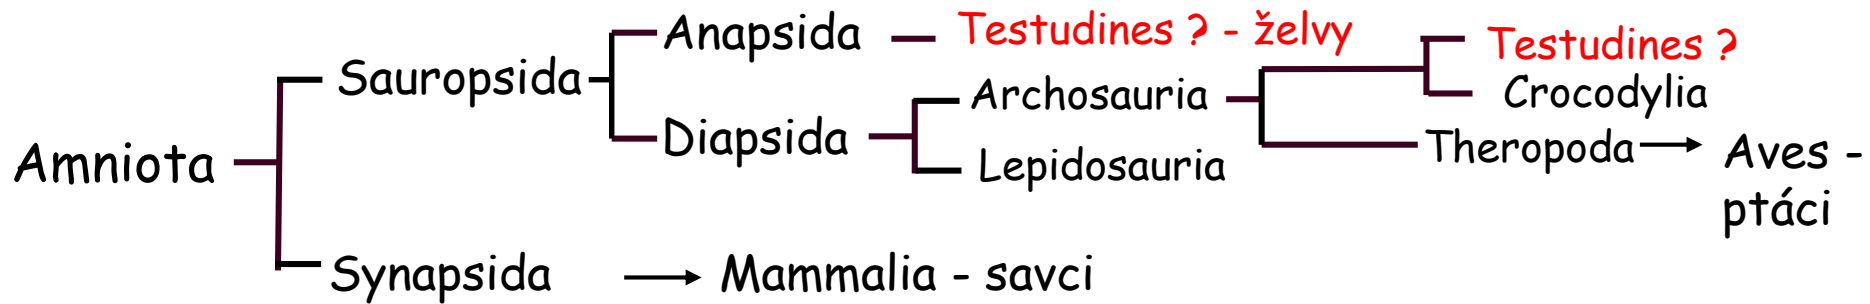 Anapsida
Testudines ? - želvy
Testudines ?
Sauropsida
Archosauria
Crocodylia
Diapsida
Theropoda
Aves -
ptáci
Amniota
Lepidosauria
Synapsida
Mammalia - savci